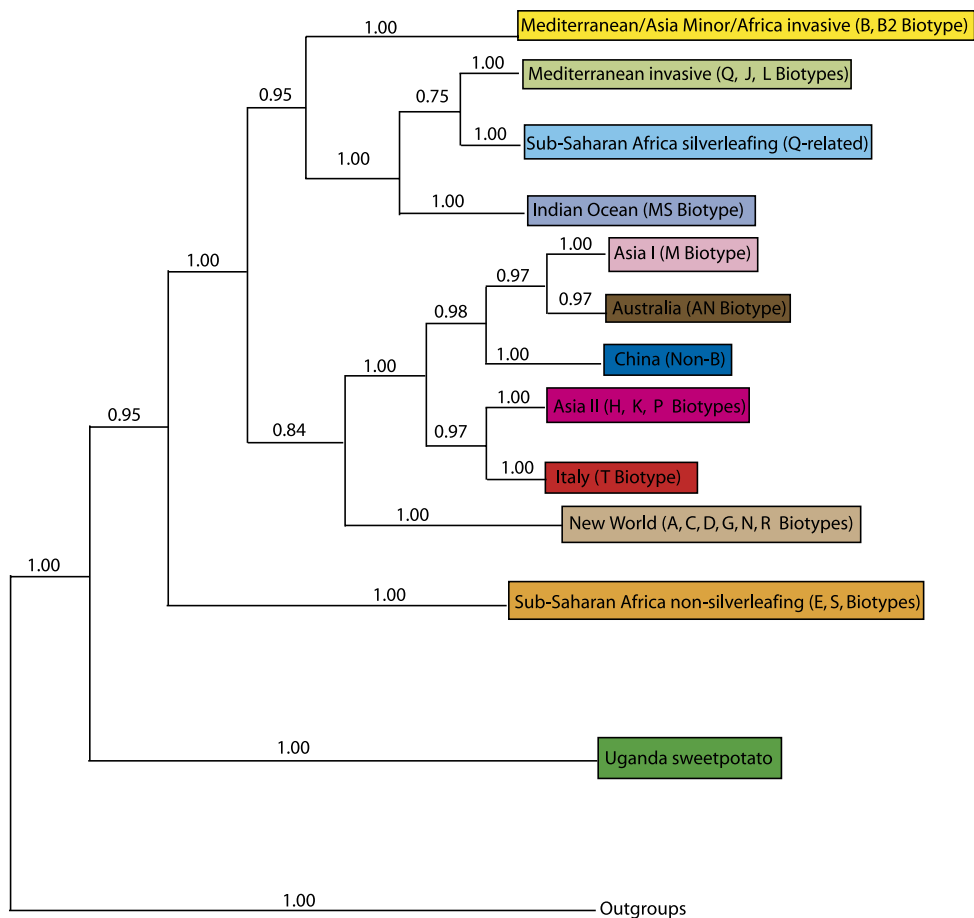 1.00
Mediterranean/Asia Minor/Africa invasive (B, B2 Biotype)
1.00
Mediterranean invasive (Q, J, L Biotypes)
0.95
0.75
1.00
Sub-Saharan Africa silverleafing (Q-related)
1.00
1.00
Indian Ocean (MS Biotype)
1.00
Asia I (M Biotype)
1.00
0.97
0.97
Australia (AN Biotype)
0.98
1.00
China (Non-B)
1.00
1.00
Asia II (H, K, P Biotypes)
0.95
0.84
0.97
1.00
Italy (T Biotype)
1.00
New World (A, C, D, G, N, R Biotypes)
1.00
1.00
Sub-Saharan Africa non-silverleafing (E, S, Biotypes)
1.00
Uganda sweetpotato
1.00
Outgroups